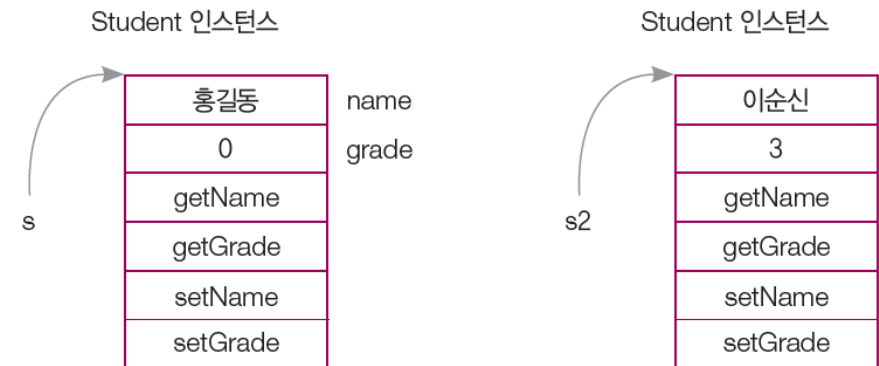 Student 인스턴스
홍길동 name
0 grade
getName
s
getGrade
setName
setGrade
Student 인스턴스
이순신
3
getName
s2
getGrade
setName
setGrade